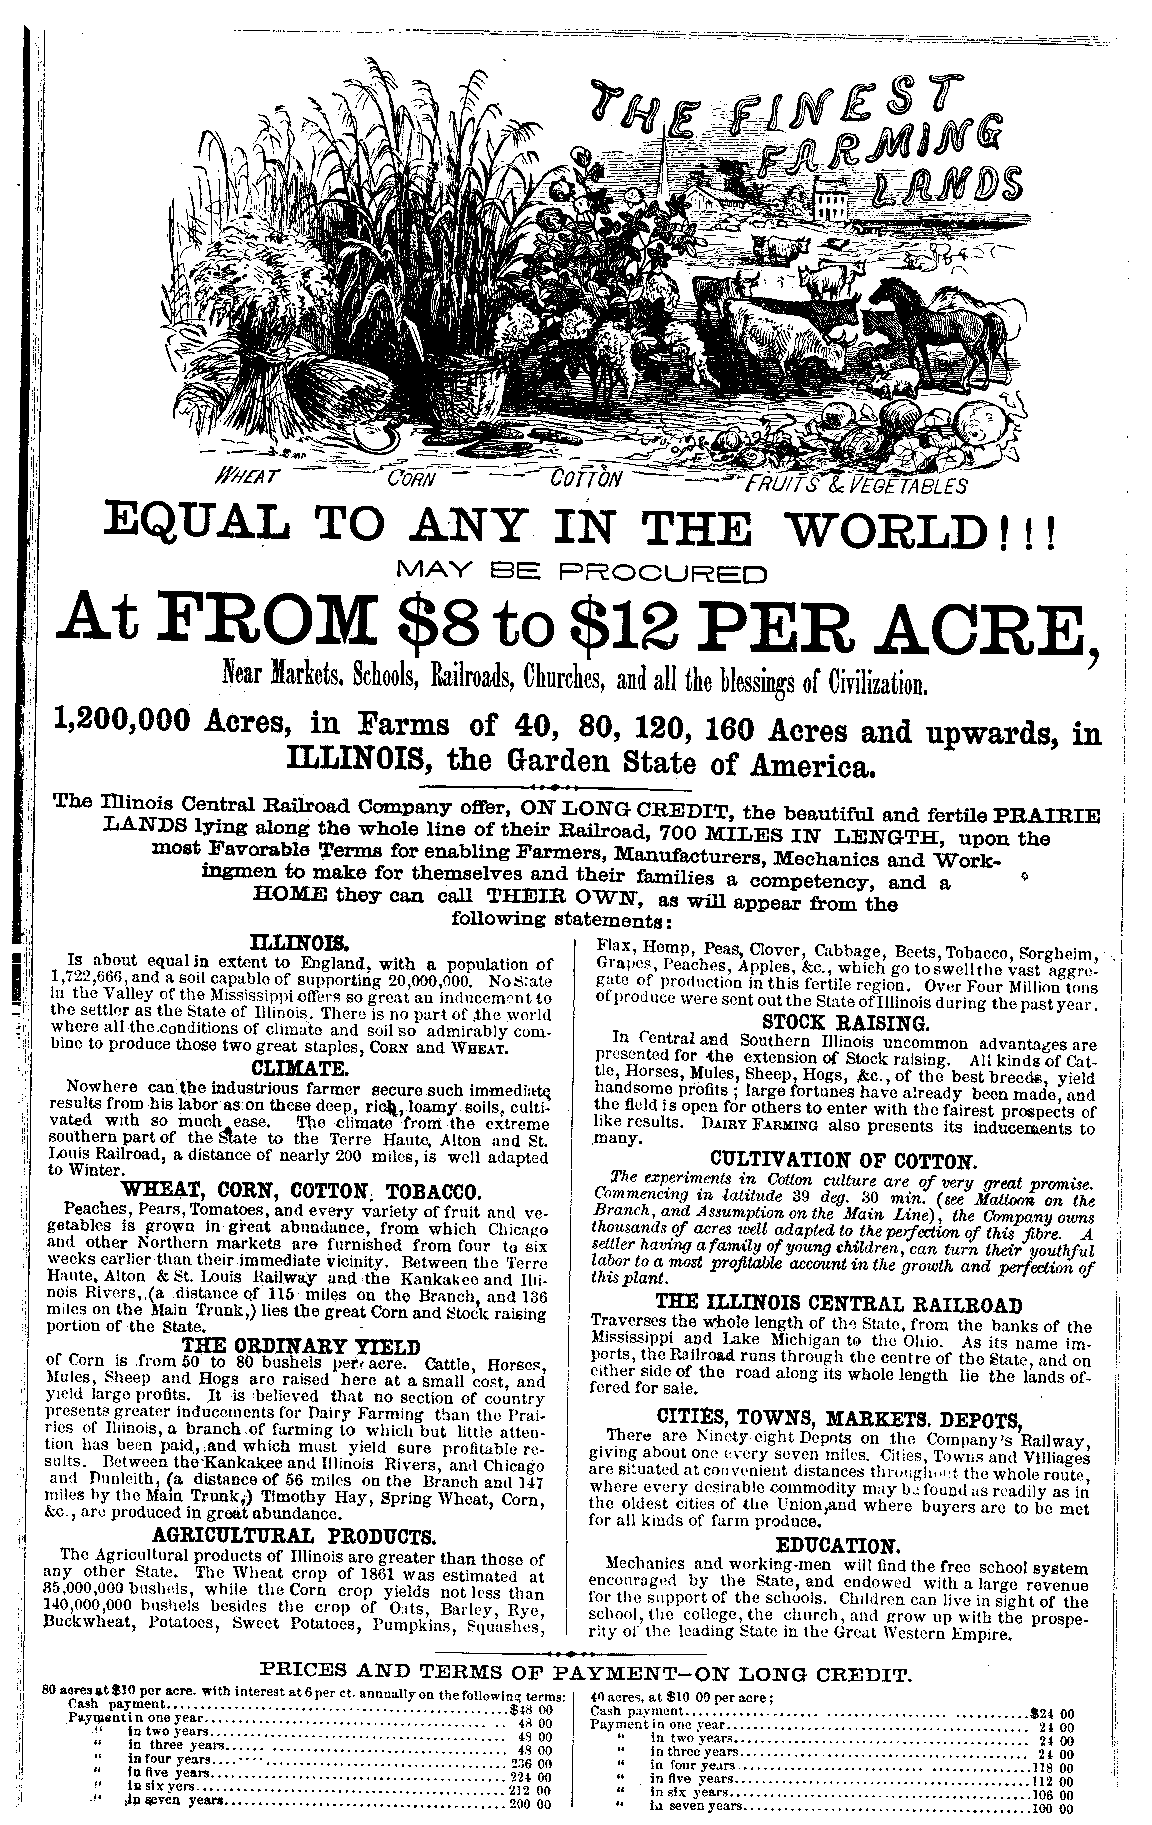 THE FINEST
FARMING
LANDS
WHEAT CORN COTTON FRUITS & VEGETABLES
EQUAL TO ANY IN THE WORLD!!!
MAY BE PROCURED
At FROM $8 to $12 PER ACRE,
Near Markets, Schools, Railroads, Churches, and all the blessings of Civilization.
1,200,000 Acres, in Farms of 40, 80, 120, 160 Acres and upwards, in
ILLINOIS, the Garden State of America.
The Illinois Central Railroad Company offer, ON LONG CREDIT, the beautiful and fertile PRAIRIE
LANDS lying along the whole line of their Railroad, 700 MILES IN LENGTH, upon the
most Favorable Terms for enabling Farmers, Manufacturers, Mechanics and Work-
ingmen to make for themselves and their families a competency, and a
HOME they can call THEIR OWN, as will appear from the
following statements:
ILLINOIS.
Is about equal in extent to England, with a population of
1,722,666, and a soil capable of supporting 20,000,000. No State
in the Valley of the Mississippi offers so great an inducement to
the settler as the State of Illinois. There is no part of the world
where all the conditions of climate and soil so admirably com-
bine to produce those two great staples, CORN and WHEAT.
CLIMATE.
Nowhere can the industrious farmer secure such immediate
results from his labor as on these deep, rich, loamy soils, culti-
vated with so much ease. The climate from the extreme
southern part of the State to the Terre Haute, Alton and St.
Louis Railroad, a distance of nearly 200 miles, is well adapted
to Winter.
WHEAT, CORN, COTTON, TOBACCO.
Peaches, Pears, Tomatoes, and every variety of fruit and ve-
getables is grown in great abundance, from which Chicago
and other Northern markets are furnished from four to six
weeks earlier than their immediate vicinity. Between the Terre
Haute, Alton & St. Louis Railway and the Kankakee and Illi-
nois Rivers, (a distance of 115 miles on the Branch, and 136
miles on the Main Trunk,) lies the great Corn and Stock raising
portion of the State.
THE ORDINARY YIELD
of Corn is from 50 to 80 bushels per acre. Cattle, Horses,
Mules, Sheep and Hogs are raised here at a small cost, and
yield large profits. It is believed that no section of country
presents greater inducements for Dairy Farming than the Prai-
ries of Illinois, a branch of farming to which but little atten-
tion has been paid, and which must yield sure profitable re-
sults. Between the Kankakee and Illinois Rivers, and Chicago
and Dunleith, (a distance of 56 miles on the Branch and 147
miles by the Main Trunk,) Timothy Hay, Spring Wheat, Corn,
&c., are produced in great abundance.
AGRICULTURAL PRODUCTS.
The Agricultural products of Illinois are greater than those of
any other State. The Wheat crop of 1861 was estimated at
35,000,000 bushels, while the Corn crop yields not less than
140,000,000 bushels besides the crop of Oats, Barley, Rye,
Buckwheat, Potatoes, Sweet Potatoes, Pumpkins, Squashes,
Flax, Hemp, Peas, Clover, Cabbage, Beets, Tobacco, Sorgheim,
Grapes, Peaches, Apples, &c., which go to swell the vast aggre-
gate of production in this fertile region. Over Four Million tons
of produce were sent out the State of Illinois during the past year.
STOCK RAISING.
In Central and Southern Illinois uncommon advantages are
presented for the extension of Stock raising. All kinds of Cat-
tle, Horses, Mules, Sheep, Hogs, &c., of the best breeds, yield
handsome profits; large fortunes have already been made, and
the field is open for others to enter with the fairest prospects of
like results. DAIRY FARMING also presents its inducements to
many.
CULTIVATION OF COTTON.
The experiments in Cotton culture are of very great promise.
Commencing in latitude 39 deg. 30 min. (see Mattoon on the
Branch, and Assumption on the Main Line), the Company owns
thousands of acres well adapted to the perfection of this fibre. A
settler having a family of young children, can turn their youthful
labor to a most profitable account in the growth and perfection of
this plant.
THE ILLINOIS CENTRAL RAILROAD
Traverses the whole length of the State, from the banks of the
Mississippi and Lake Michigan to the Ohio. As its name im-
ports, the Railroad runs through the centre of the State, and on
either side of the road along its whole length lie the lands of-
fered for sale.
CITIES, TOWNS, MARKETS. DEPOTS,
There are Ninety-eight Depots on the Company's Railway,
giving about one every seven miles. Cities, Towns and Villiages
are situated at convenient distances throughout the whole route,
where every desirable commodity may be found as readily as in
the oldest cities of the Union, and where buyers are to be met
for all kinds of farm produce.
EDUCATION.
Mechanics and working-men will find the free school system
encouraged by the State, and endowed with a large revenue
for the support of the schools. Children can live in sight of the
school, the college, the church, and grow up with the prospe-
rity of the leading State in the Great Western Empire.
PRICES AND TERMS OF PAYMENT—ON LONG CREDIT.
80 acres at $10 per acre. with interest at 6 per ct. annually on the following terms:
Cash payment $48 00
Payment in one year 48 00
" in two years 48 00
" in three years 48 00
" in four years 236 00
" in five years 224 00
" in six yers 212 00
" in seven years 200 00
40 acres, at $10 00 per acre;
Cash payment $24 00
Payment in one year 24 00
" in two years 24 00
" in three years 24 00
" in four years 118 00
" in five years 112 00
" in six years 106 00
" in seven years 100 00